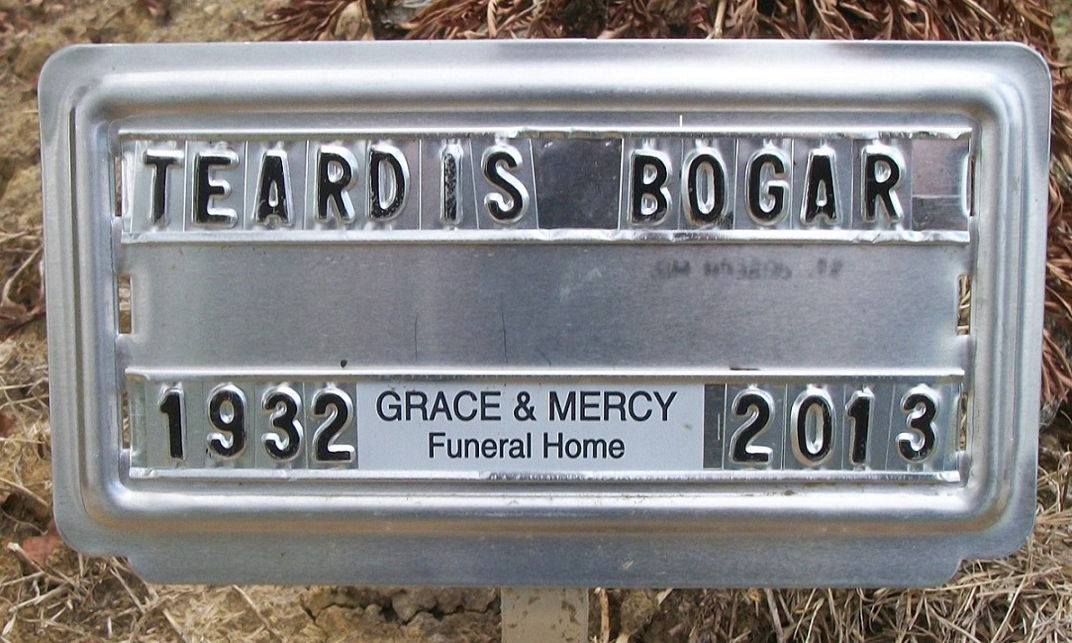 TEARDIS BOGAR
1932 GRACE & MERCY 2013
Funeral Home